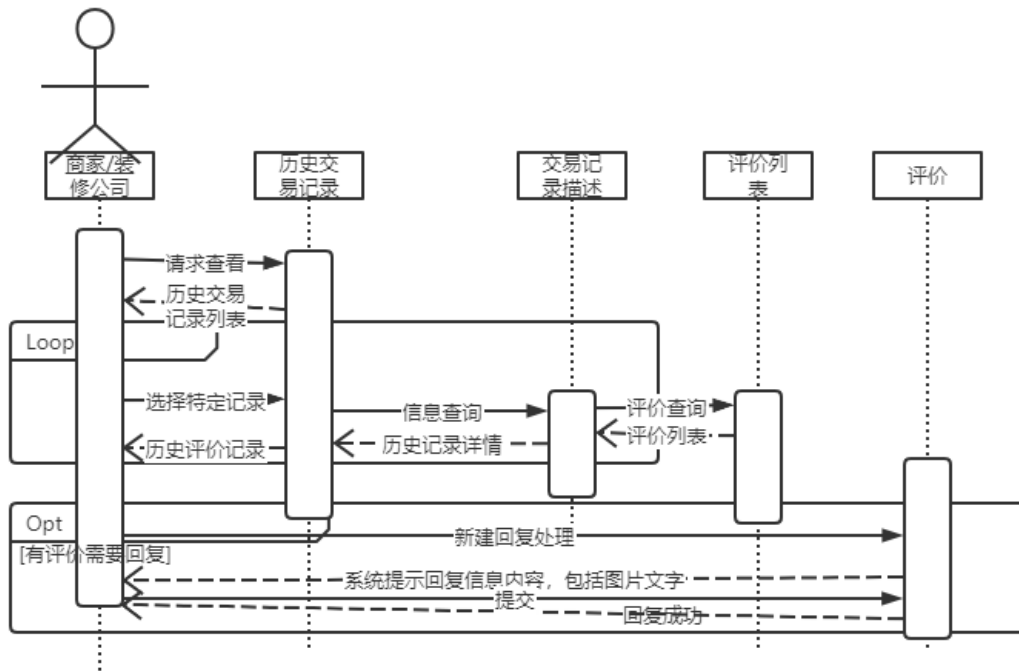 商家/装
修公司
历史交
易记录
交易记
录描述
评价列
表
评价
请求查看
历史交易
记录列表
Loop
选择特定记录
信息查询
评价查询
评价列表
历史评价记录
历史记录详情
Opt
[有评价需要回复]
新建回复处理
系统提示回复信息内容，包括图片文字
提交
回复成功